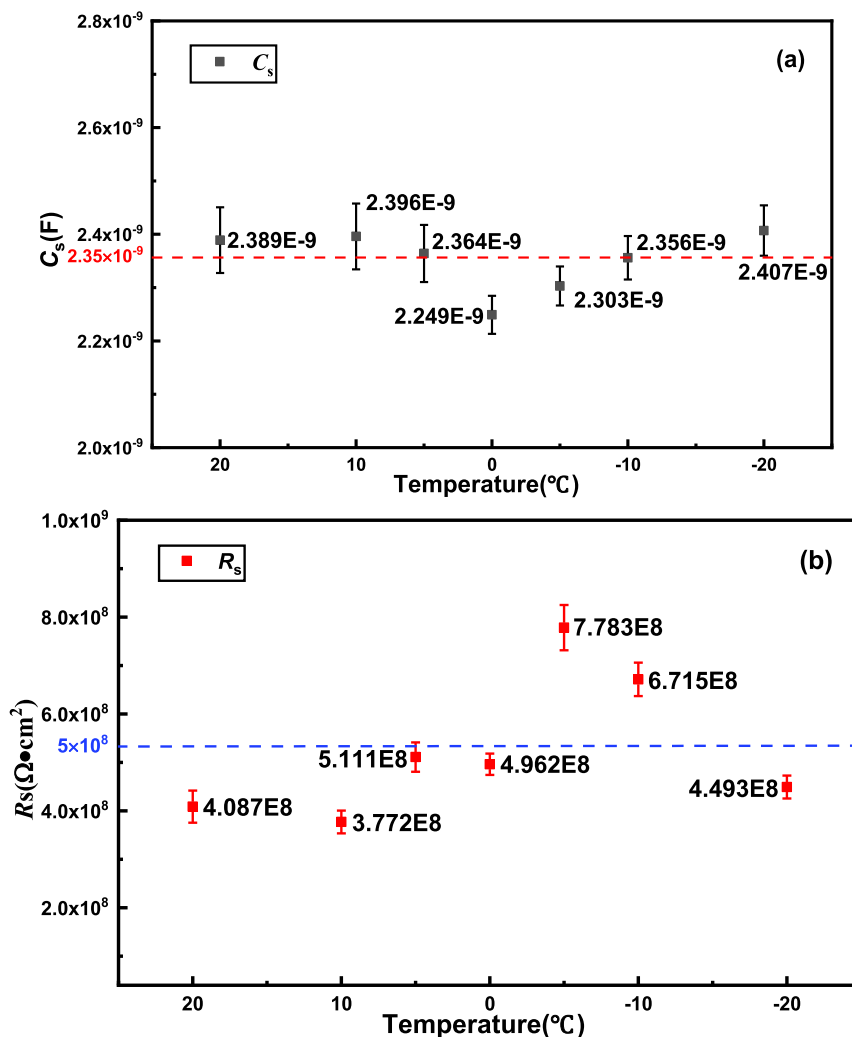 2.8x10⁻⁹
Cₛ
(a)
2.6x10⁻⁹
2.396E-9
2.4x10⁻⁹
2.389E-9
2.364E-9
2.356E-9
2.35×10⁻⁹
2.407E-9
2.303E-9
2.249E-9
2.2x10⁻⁹
2.0x10⁻⁹
Cₛ(F)
20
10
0
-10
-20
Temperature(℃)
1.0x10⁹
Rₛ
(b)
8.0x10⁸
7.783E8
6.715E8
6.0x10⁸
5×10⁸
5.111E8
4.962E8
4.493E8
4.0x10⁸
4.087E8
3.772E8
2.0x10⁸
Rs(Ω•cm²)
20
10
0
-10
-20
Temperature(℃)